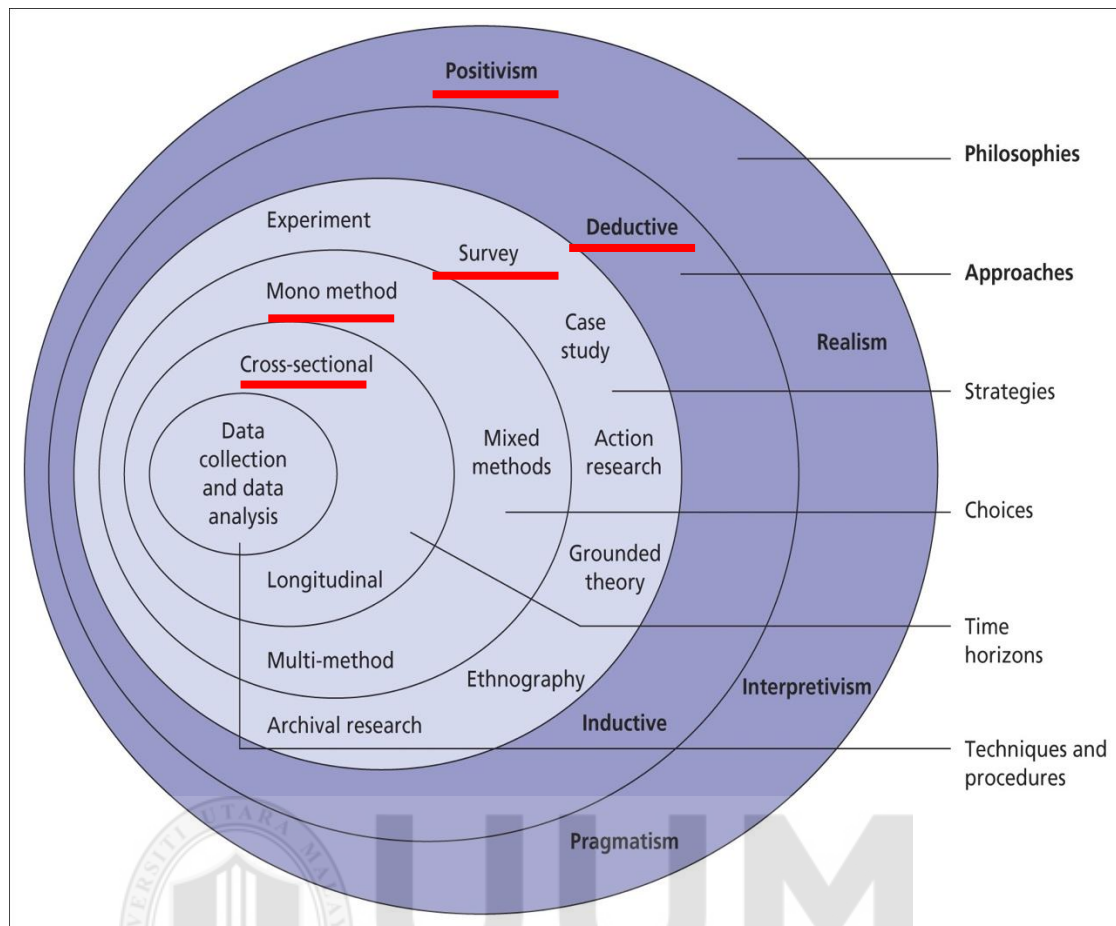 Positivism
Philosophies
Experiment
Deductive
Survey
Approaches
Mono method
Case
study
Realism
Cross-sectional
Strategies
Data
collection
and data
analysis
Mixed
methods
Action
research
Choices
Grounded
theory
Longitudinal
Time
horizons
Multi-method
Ethnography
Interpretivism
Archival research
Inductive
Techniques and
procedures
Pragmatism
UTARA
UUM